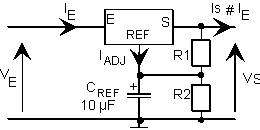 IE
IS # IE
E
S
REF
IADJ
R1
VE
CREF
10 µF
+
R2
VS